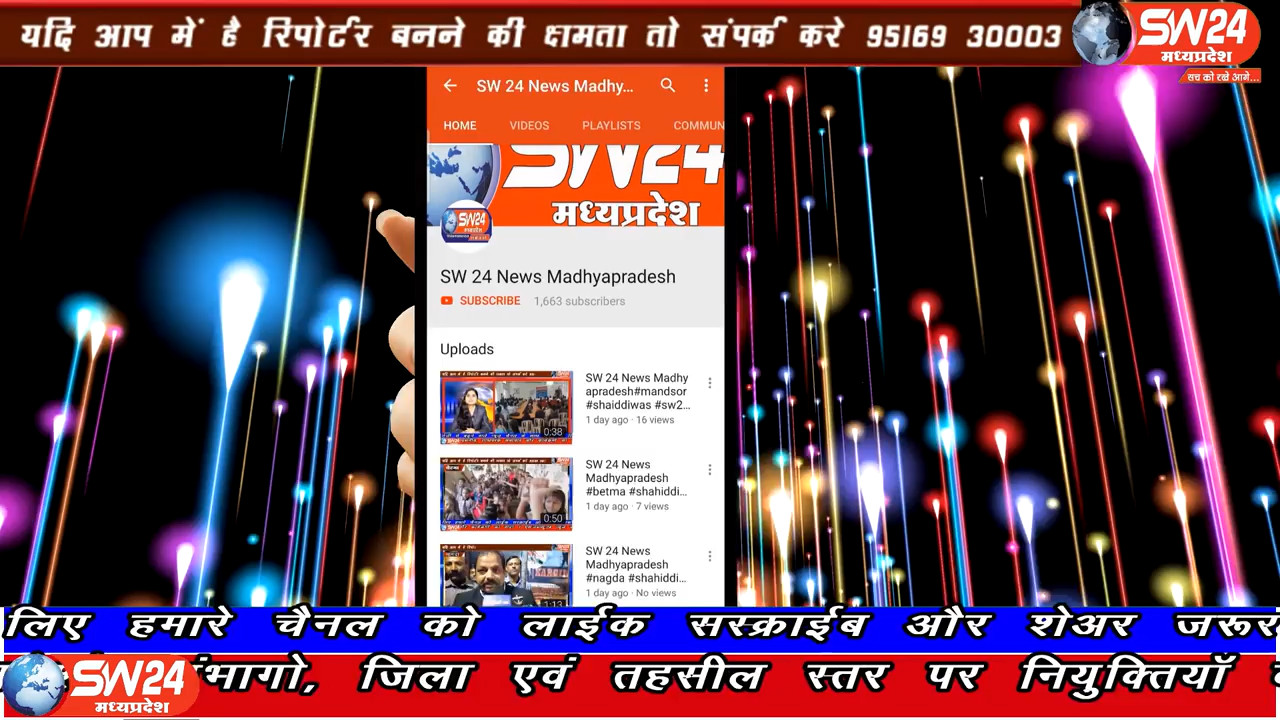 यदि आप में है रिपोर्टर बनने की क्षमता तो संपर्क करे 95169 30003
SW24
मध्यप्रदेश
सच को रखे आगे...
SW 24 News Madhy...
HOME VIDEOS PLAYLISTS COMMUN
SW24
मध्यप्रदेश
SW24
SW 24 News Madhyapradesh
SUBSCRIBE 1,663 subscribers
Uploads
SW 24 News Madhy
apradesh#mandsor
#shaiddiwas #sw2...
1 day ago · 16 views
0:38
SW 24 News
Madhyapradesh
#betma #shahiddi...
1 day ago · 7 views
0:50
SW 24 News
Madhyapradesh
#nagda #shahiddi...
1 day ago · No views
1:13
लिए हमारे चैनल को लाईक सस्क्राईब और शेअर जरूर
संभागो, जिला एवं तहसील स्तर पर नियुक्तियाँ
SW24
मध्यप्रदेश